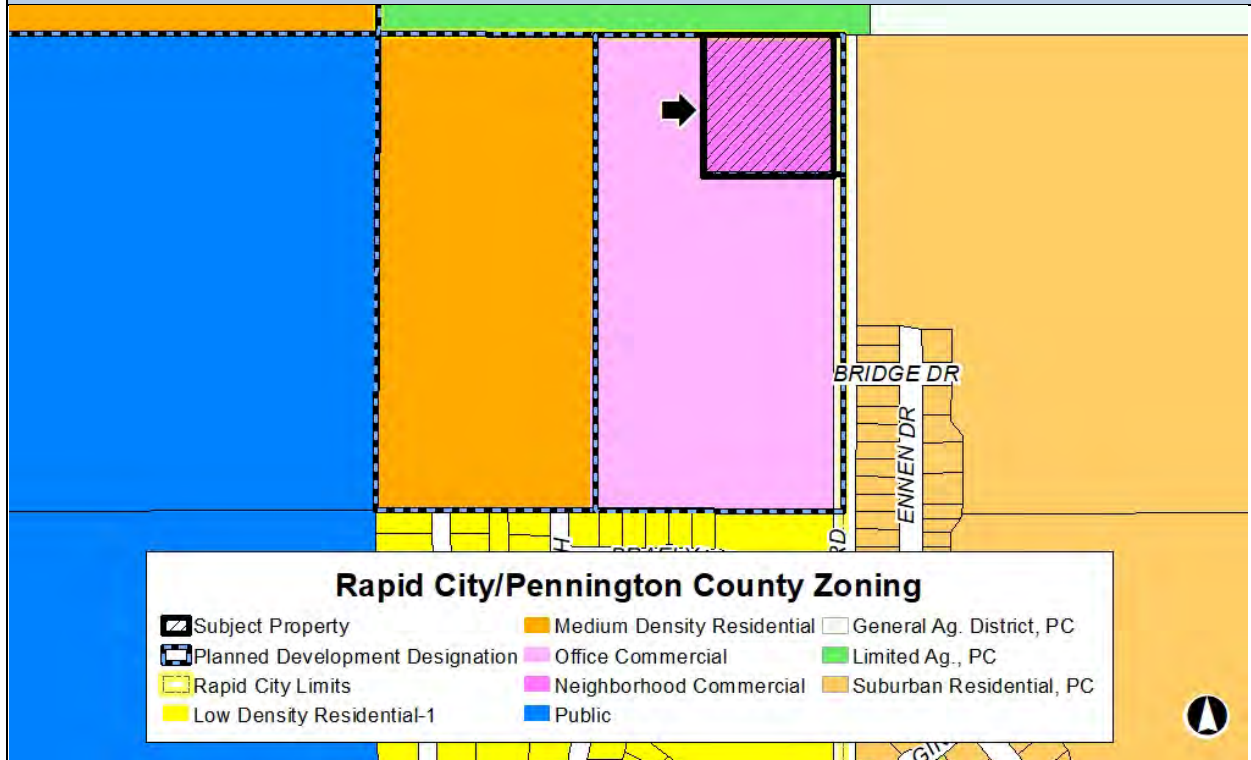 BRIDGE DR
ENNEN DR
H
RD
Rapid City/Pennington County Zoning
Subject Property
Planned Development Designation
Rapid City Limits
Low Density Residential-1
Medium Density Residential
Office Commercial
Neighborhood Commercial
Public
General Ag. District, PC
Limited Ag., PC
Suburban Residential, PC